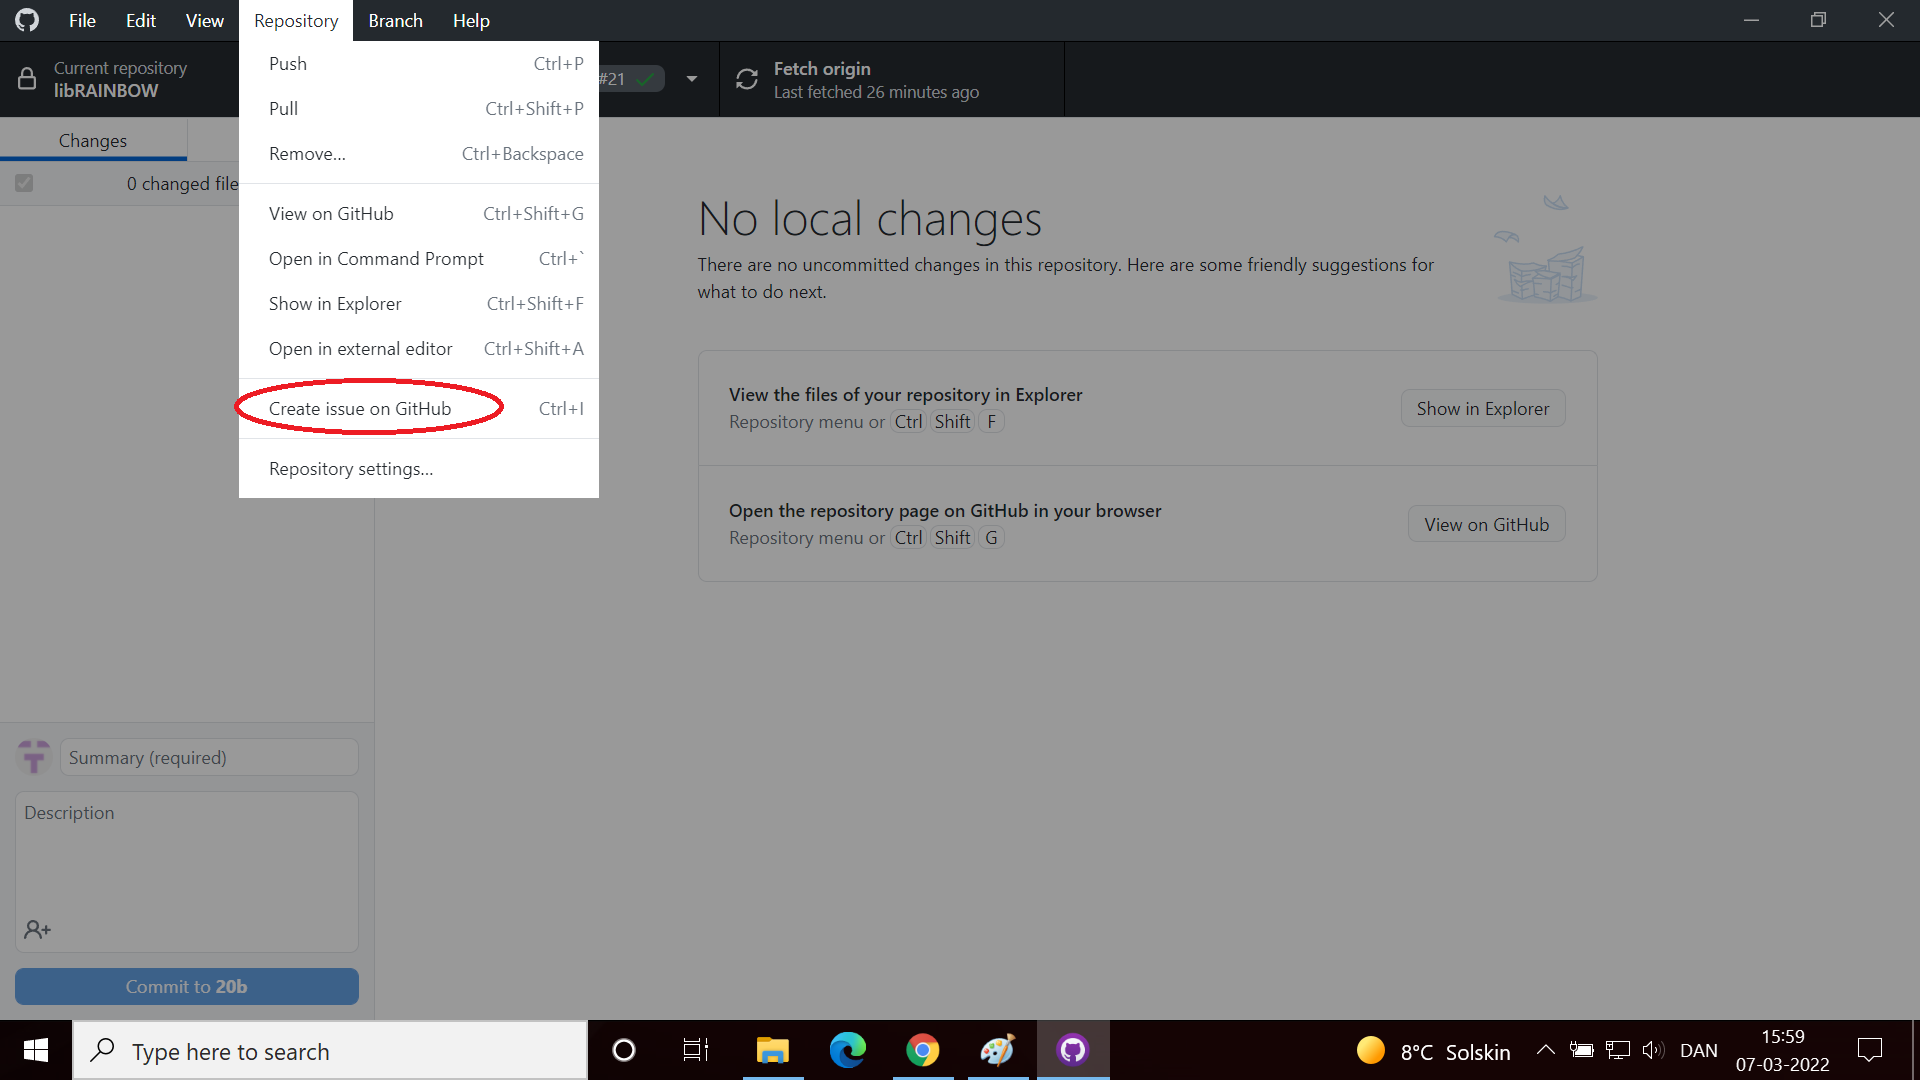 File Edit View Repository Branch Help
Current repository
libRAINBOW
#21
Fetch origin
Last fetched 26 minutes ago
Push Ctrl+P
Pull Ctrl+Shift+P
Remove... Ctrl+Backspace
View on GitHub Ctrl+Shift+G
Open in Command Prompt Ctrl+`
Show in Explorer Ctrl+Shift+F
Open in external editor Ctrl+Shift+A
Create issue on GitHub Ctrl+I
Repository settings...
Changes
0 changed file
No local changes
There are no uncommitted changes in this repository. Here are some friendly suggestions for
what to do next.
View the files of your repository in Explorer
Repository menu or Ctrl Shift F
Show in Explorer
Open the repository page on GitHub in your browser
Repository menu or Ctrl Shift G
View on GitHub
Summary (required)
Description
Commit to 20b
Type here to search
8°C Solskin
DAN
15:59
07-03-2022